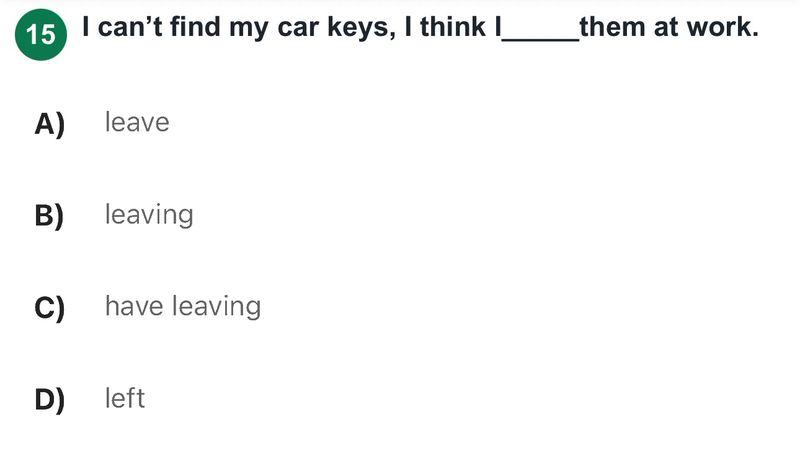 15 I can’t find my car keys, I think I_____them at work.
A) leave
B) leaving
C) have leaving
D) left